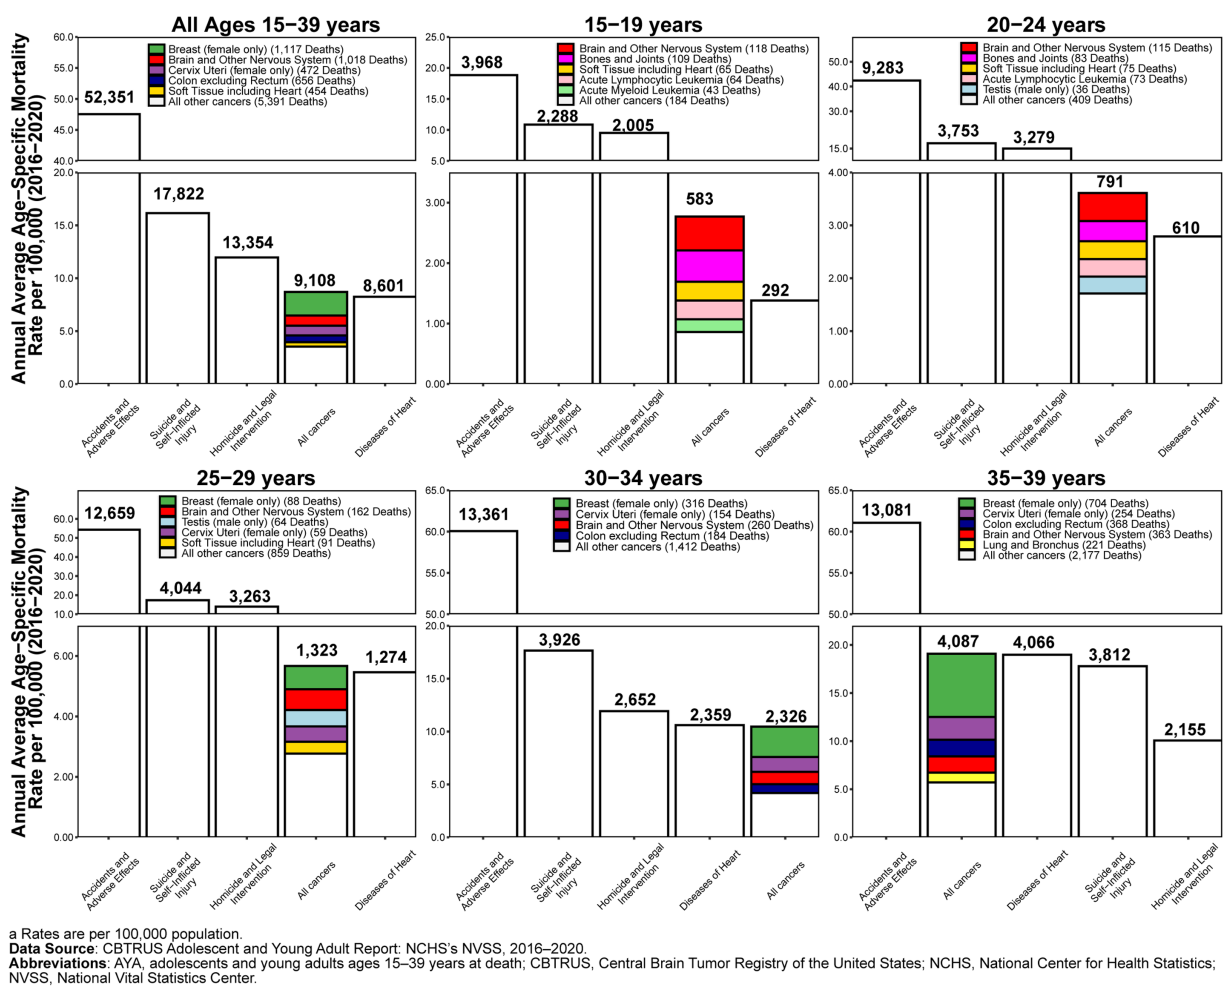 All Ages 15−39 years
15−19 years
20−24 years
Annual Average Age−Specific Mortality
Rate per 100,000 (2016−2020)
60.0
55.0
50.0
45.0
40.0
20.0
15.0
10.0
5.0
0.0
Breast (female only) (1,117 Deaths)
Brain and Other Nervous System (1,018 Deaths)
Cervix Uteri (female only) (472 Deaths)
Colon excluding Rectum (656 Deaths)
Soft Tissue including Heart (454 Deaths)
All other cancers (5,391 Deaths)
52,351
17,822
13,354
9,108
8,601
Accidents and
Adverse Effects
Suicide and
Self−Inflicted
Injury
Homicide and Legal
Intervention
All cancers
Diseases of Heart
25.0
20.0
15.0
10.0
5.0
3.00
2.00
1.00
0.00
Brain and Other Nervous System (118 Deaths)
Bones and Joints (109 Deaths)
Soft Tissue including Heart (65 Deaths)
Acute Lymphocytic Leukemia (64 Deaths)
Acute Myeloid Leukemia (43 Deaths)
All other cancers (184 Deaths)
3,968
2,288
2,005
583
292
Accidents and
Adverse Effects
Suicide and
Self−Inflicted
Injury
Homicide and Legal
Intervention
All cancers
Diseases of Heart
50.0
40.0
30.0
15.0
4.00
3.00
2.00
1.00
0.00
Brain and Other Nervous System (115 Deaths)
Bones and Joints (83 Deaths)
Soft Tissue including Heart (75 Deaths)
Acute Lymphocytic Leukemia (73 Deaths)
Testis (male only) (36 Deaths)
All other cancers (409 Deaths)
9,283
3,753
3,279
791
610
Accidents and
Adverse Effects
Suicide and
Self−Inflicted
Injury
Homicide and Legal
Intervention
All cancers
Diseases of Heart
25−29 years
30−34 years
35−39 years
Annual Average Age−Specific Mortality
Rate per 100,000 (2016−2020)
60.0
50.0
40.0
30.0
20.0
10.0
6.00
4.00
2.00
0.00
Breast (female only) (88 Deaths)
Brain and Other Nervous System (162 Deaths)
Testis (male only) (64 Deaths)
Cervix Uteri (female only) (59 Deaths)
Soft Tissue including Heart (91 Deaths)
All other cancers (859 Deaths)
12,659
4,044
3,263
1,323
1,274
Accidents and
Adverse Effects
Suicide and
Self−Inflicted
Injury
Homicide and Legal
Intervention
All cancers
Diseases of Heart
65.0
60.0
55.0
50.0
20.0
15.0
10.0
5.0
0.0
Breast (female only) (316 Deaths)
Cervix Uteri (female only) (154 Deaths)
Brain and Other Nervous System (260 Deaths)
Colon excluding Rectum (184 Deaths)
All other cancers (1,412 Deaths)
13,361
3,926
2,652
2,359
2,326
Accidents and
Adverse Effects
Suicide and
Self−Inflicted
Injury
Homicide and Legal
Intervention
Diseases of Heart
All cancers
65.0
60.0
55.0
50.0
20.0
15.0
10.0
5.0
0.0
Breast (female only) (704 Deaths)
Cervix Uteri (female only) (254 Deaths)
Colon excluding Rectum (368 Deaths)
Brain and Other Nervous System (363 Deaths)
Lung and Bronchus (221 Deaths)
All other cancers (2,177 Deaths)
13,081
4,087
4,066
3,812
2,155
Accidents and
Adverse Effects
All cancers
Diseases of Heart
Suicide and
Self−Inflicted
Injury
Homicide and Legal
Intervention
a Rates are per 100,000 population.
Data Source: CBTRUS Adolescent and Young Adult Report: NCHS's NVSS, 2016–2020.
Abbreviations: AYA, adolescents and young adults ages 15–39 years at death; CBTRUS, Central Brain Tumor Registry of the United States; NCHS, National Center for Health Statistics;
NVSS, National Vital Statistics Center.